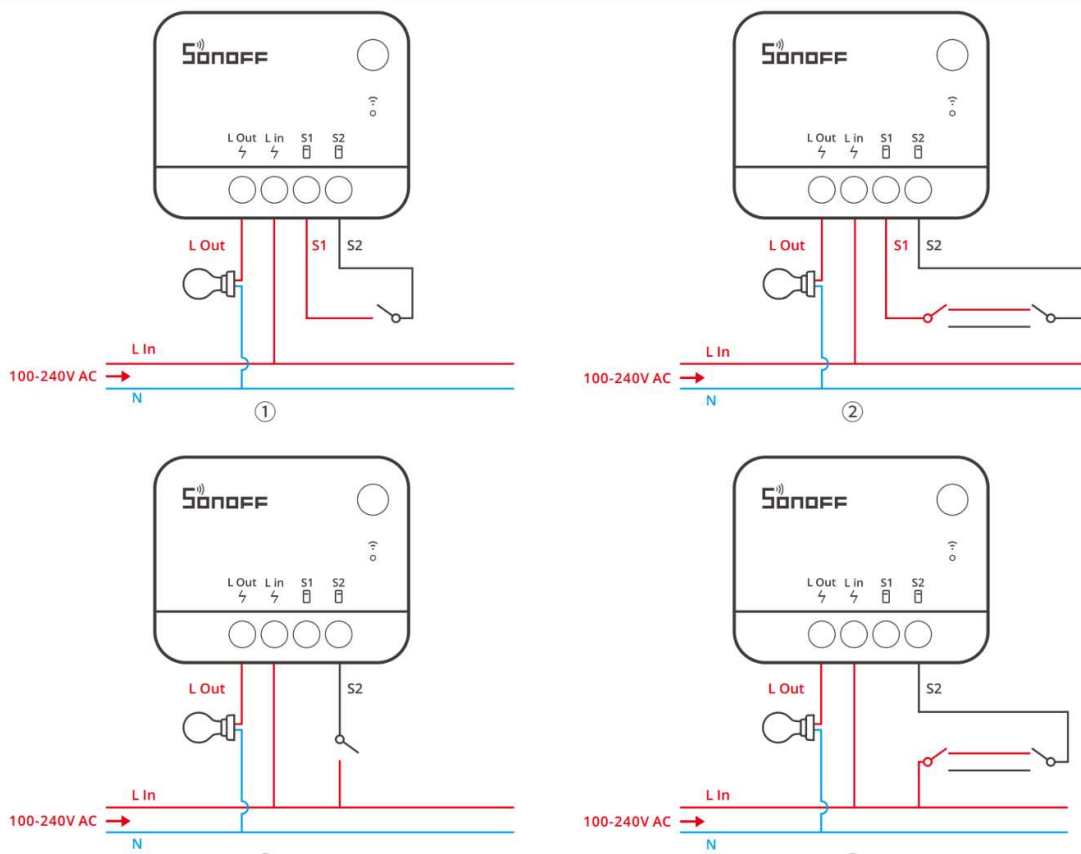 SONOFF
L Out L in S1 S2
L Out S1 S2
L In
100-240V AC
N
①
SONOFF
L Out L in S1 S2
L Out S1 S2
L In
100-240V AC
N
②
SONOFF
L Out L in S1 S2
L Out S2
L In
100-240V AC
N
SONOFF
L Out L in S1 S2
L Out S2
L In
100-240V AC
N